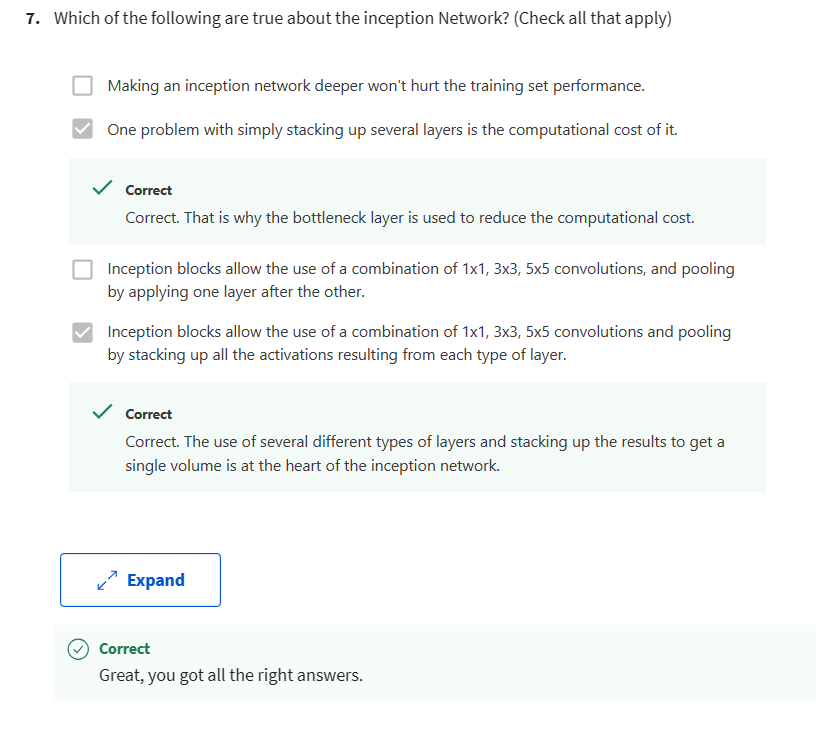 7. Which of the following are true about the inception Network? (Check all that apply)
Making an inception network deeper won't hurt the training set performance.
One problem with simply stacking up several layers is the computational cost of it.
Correct
Correct. That is why the bottleneck layer is used to reduce the computational cost.
Inception blocks allow the use of a combination of 1x1, 3x3, 5x5 convolutions, and pooling
by applying one layer after the other.
Inception blocks allow the use of a combination of 1x1, 3x3, 5x5 convolutions and pooling
by stacking up all the activations resulting from each type of layer.
Correct
Correct. The use of several different types of layers and stacking up the results to get a
single volume is at the heart of the inception network.
Expand
Correct
Great, you got all the right answers.